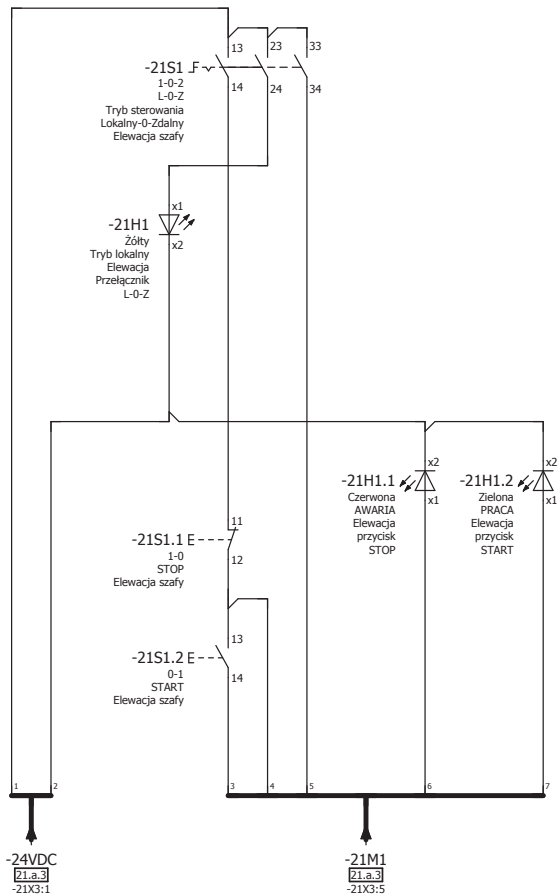 13 23 33
-21S1
14 24 34
1-0-2
L-0-Z
Tryb sterowania
Lokalny-0-Zdalny
Elewacja szafy
x1
-21H1
x2
Żółty
Tryb lokalny
Elewacja
Przełącznik
L-0-Z
x2 x2
-21H1.1 -21H1.2
x1 x1
Czerwona
AWARIA
Elewacja
przycisk
STOP
Zielona
PRACA
Elewacja
przycisk
START
11
-21S1.1 E
12
1-0
STOP
Elewacja szafy
13
-21S1.2 E
14
0-1
START
Elewacja szafy
1 2 3 4 5 6 7
-24VDC
21.a.3
-21X3:1
-21M1
21.a.3
-21X3:5